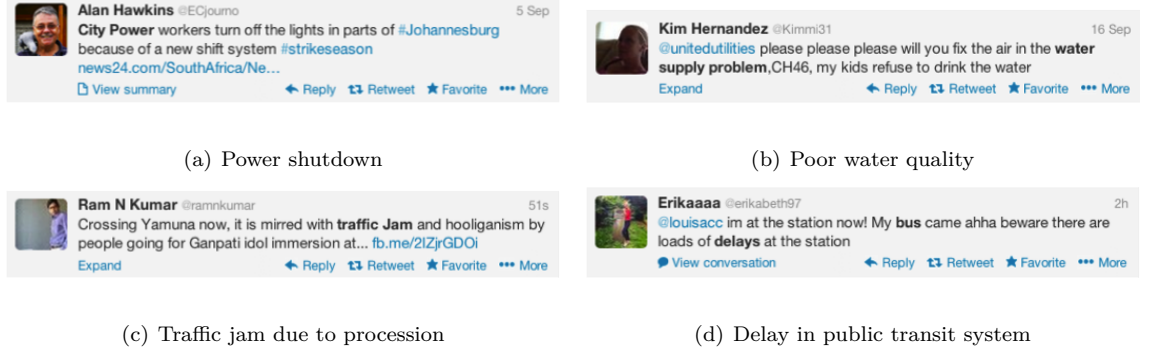 Alan Hawkins @ECjourno 5 Sep
City Power workers turn off the lights in parts of #Johannesburg
because of a new shift system #strikeseason
news24.com/SouthAfrica/Ne...
View summary Reply Retweet Favorite More
(a) Power shutdown
Kim Hernandez @Kimmi31 16 Sep
@unitedutilities please please please will you fix the air in the water
supply problem,CH46, my kids refuse to drink the water
Expand Reply Retweet Favorite More
(b) Poor water quality
Ram N Kumar @ramnkumar 51s
Crossing Yamuna now, it is mirred with traffic Jam and hooliganism by
people going for Ganpati idol immersion at... fb.me/2IZjrGDOi
Expand Reply Retweet Favorite More
(c) Traffic jam due to procession
Erikaaaa @erikabeth97 2h
@louisacc im at the station now! My bus came ahha beware there are
loads of delays at the station
View conversation Reply Retweet Favorite More
(d) Delay in public transit system